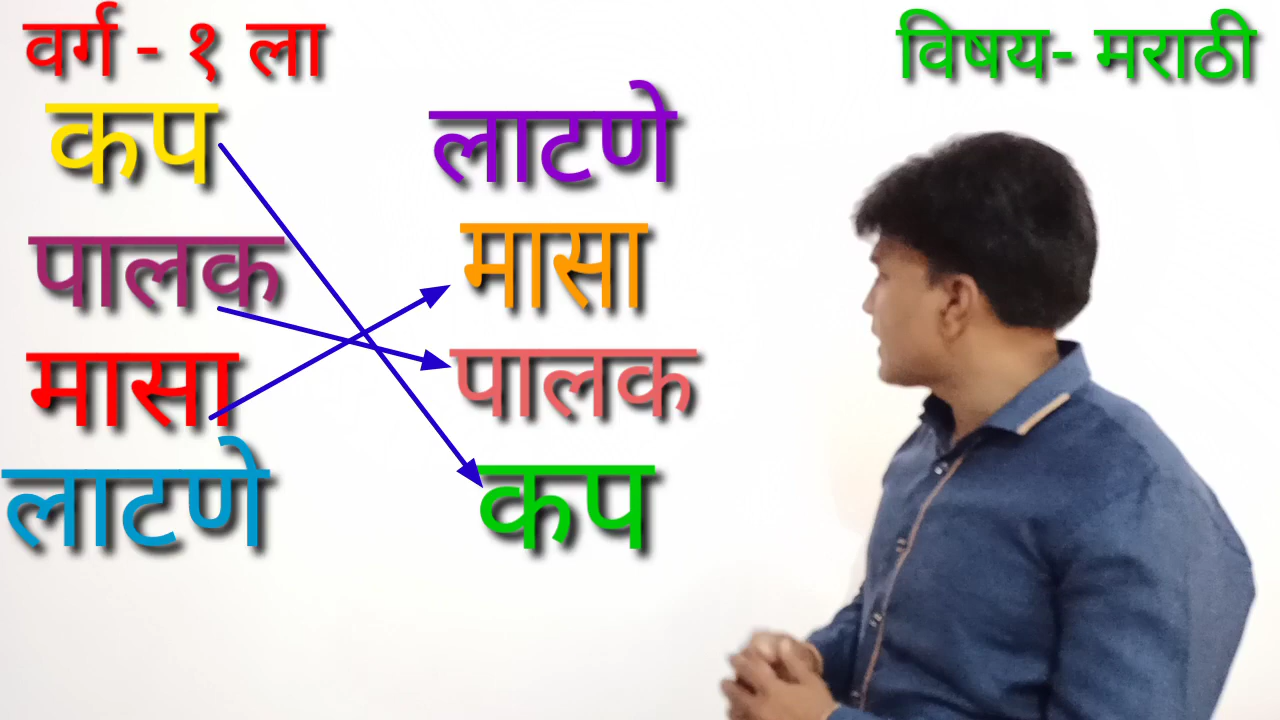 वर्ग - १ ला
विषय- मराठी
कप
लाटणे
पालक
मासा
मासा
पालक
लाटणे
कप